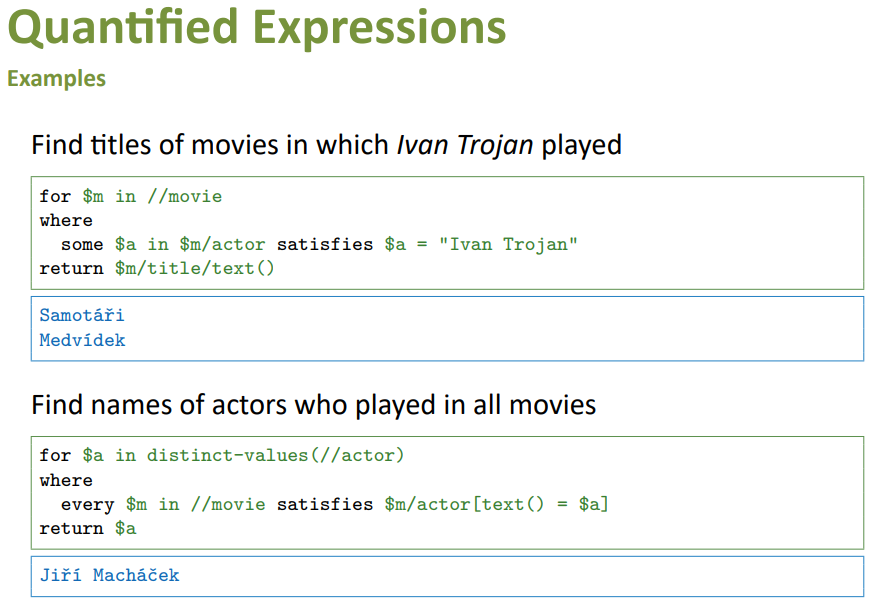 Quantified Expressions
Examples
Find titles of movies in which Ivan Trojan played
for $m in //movie
where
  some $a in $m/actor satisfies $a = "Ivan Trojan"
return $m/title/text()
Samotáři
Medvídek
Find names of actors who played in all movies
for $a in distinct-values(//actor)
where
  every $m in //movie satisfies $m/actor[text() = $a]
return $a
Jiří Macháček